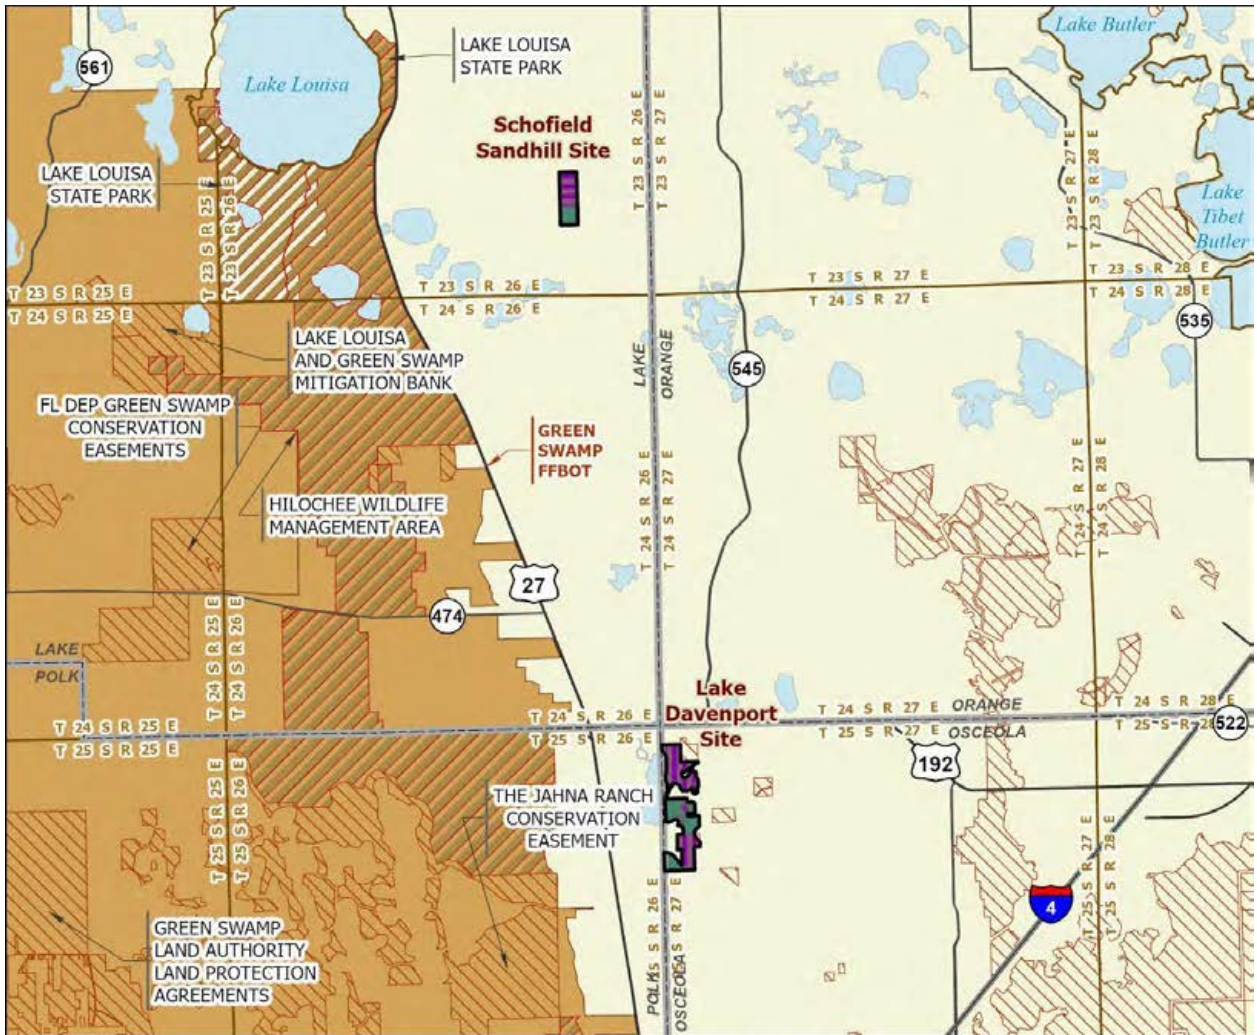 Lake Butler
LAKE LOUISA
STATE PARK
561
Lake Louisa
Schofield
Sandhill Site
T 23 S R 26 E
T 23 S R 27 E
T 23 S R 27 E
T 23 S R 28 E
LAKE LOUISA
STATE PARK
T 23 S R 25 E
T 23 S R 26 E
Lake
Tibet
Butler
T 23 S R 25 E
T 24 S R 25 E
T 23 S R 26 E
T 24 S R 26 E
T 23 S R 27 E
T 24 S R 27 E
T 23 S R 28 E
T 24 S R 28 E
535
LAKE LOUISA
AND GREEN SWAMP
MITIGATION BANK
LAKE
ORANGE
545
FL DEP GREEN SWAMP
CONSERVATION
EASEMENTS
GREEN
SWAMP
FFBOT
HILOCHEE WILDLIFE
MANAGEMENT AREA
T 24 S R 26 E
T 24 S R 27 E
T 24 S R 27 E
T 24 S R 28 E
27
474
T 24 S R 25 E
T 24 S R 26 E
LAKE
POLK
Lake
Davenport
Site
T 24 S R 25 E
T 25 S R 25 E
T 24 S R 26 E
T 25 S R 26 E
T 24 S R 27 E
T 25 S R 27 E
ORANGE
OSCEOLA
T 24 S R 28 E
T 25 S R 28
522
192
T 25 S R 25 E
T 25 S R 26 E
THE JAHNA RANCH
CONSERVATION
EASEMENT
T 25 S R 27 E
T 25 S R 28 E
4
GREEN SWAMP
LAND AUTHORITY
LAND PROTECTION
AGREEMENTS
POLK
S R 26 E
OSCEOLA
S R 27 E